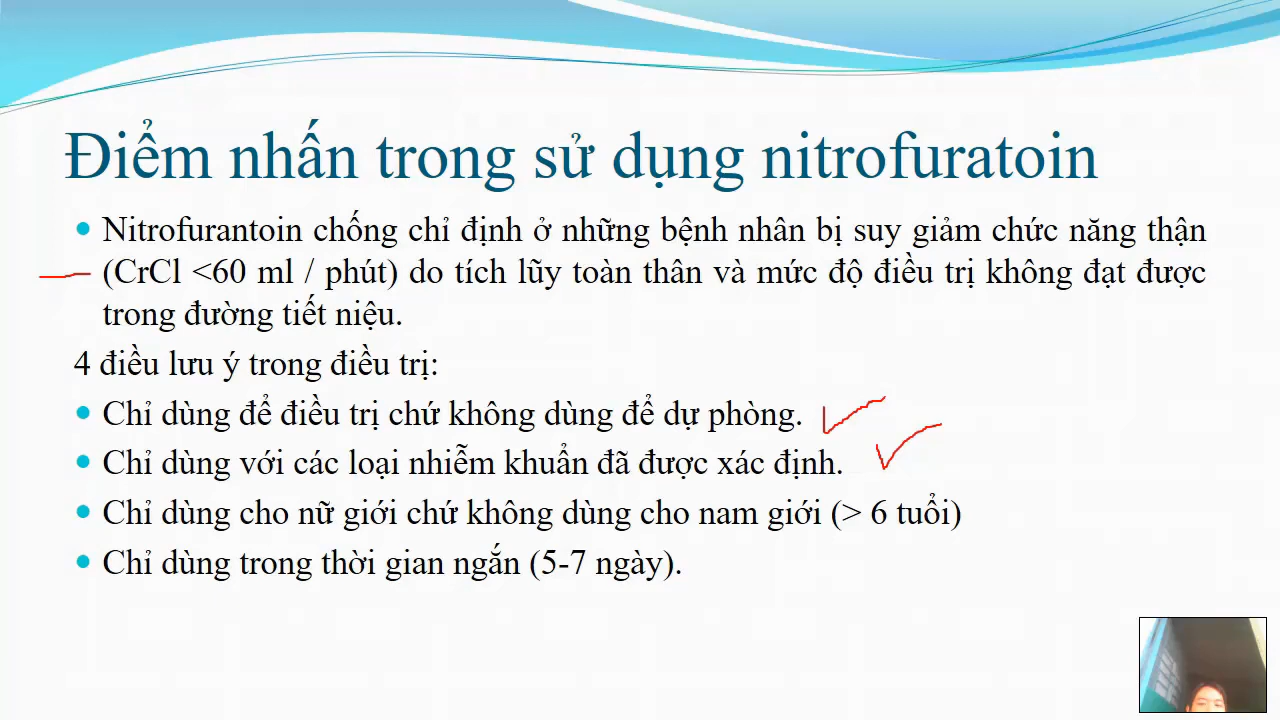 Điểm nhấn trong sử dụng nitrofuratoin
Nitrofurantoin chống chỉ định ở những bệnh nhân bị suy giảm chức năng thận
(CrCl <60 ml / phút) do tích lũy toàn thân và mức độ điều trị không đạt được
trong đường tiết niệu.
4 điều lưu ý trong điều trị:
Chỉ dùng để điều trị chứ không dùng để dự phòng.
Chỉ dùng với các loại nhiễm khuẩn đã được xác định.
Chỉ dùng cho nữ giới chứ không dùng cho nam giới (> 6 tuổi)
Chỉ dùng trong thời gian ngắn (5-7 ngày).